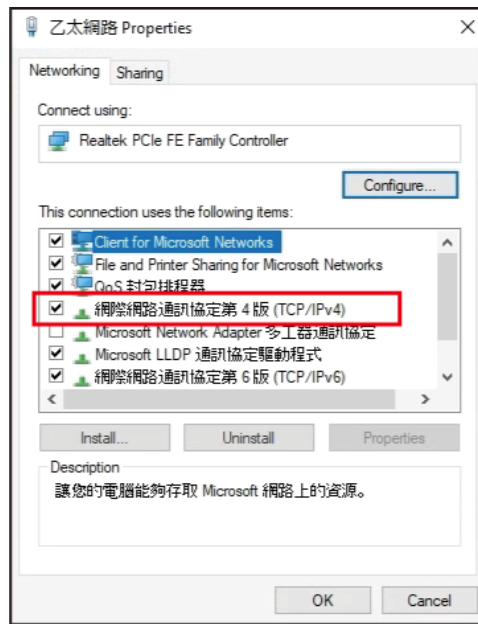 乙太網路 Properties
Networking
Sharing
Connect using:
Realtek PCIe FE Family Controller
Configure...
This connection uses the following items:
Client for Microsoft Networks
File and Printer Sharing for Microsoft Networks
QoS 封包排程器
網際網路通訊協定第 4 版 (TCP/IPv4)
Microsoft Network Adapter 多工器通訊協定
Microsoft LLDP 通訊協定驅動程式
網際網路通訊協定第 6 版 (TCP/IPv6)
Install...
Uninstall
Properties
Description
讓您的電腦能夠存取 Microsoft 網路上的資源。
OK
Cancel